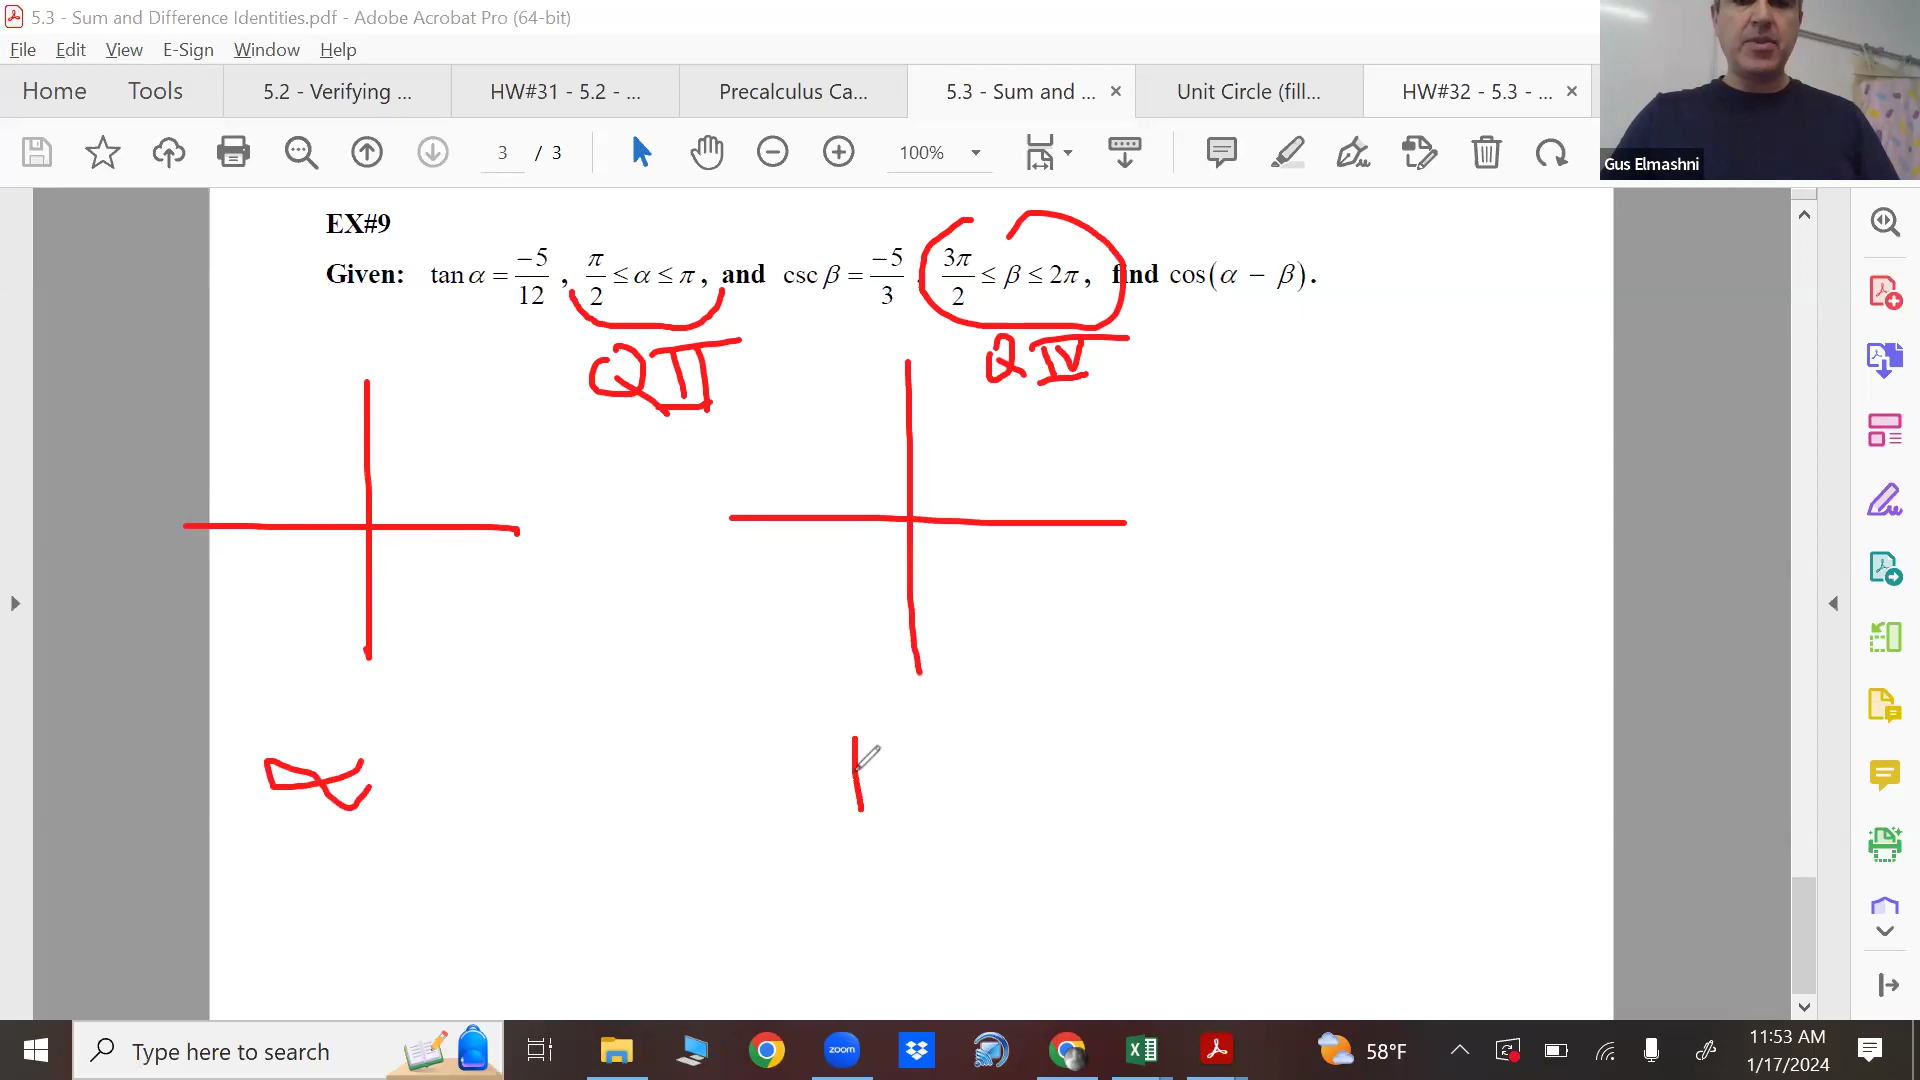 5.3 - Sum and Difference Identities.pdf - Adobe Acrobat Pro (64-bit)
File Edit View E-Sign Window Help
Home Tools 5.2 - Verifying ... HW#31 - 5.2 - ... Precalculus Ca... 5.3 - Sum and ... × Unit Circle (fill... HW#32 - 5.3 - ... ×
3 / 3 100%
Gus Elmashni
EX#9
Given: tan α = -5/12 , π/2 ≤ α ≤ π , and csc β = -5/3 , 3π/2 ≤ β ≤ 2π , find cos(α − β).
Q II Q IV
α
Type here to search
zoom
58°F
11:53 AM
1/17/2024